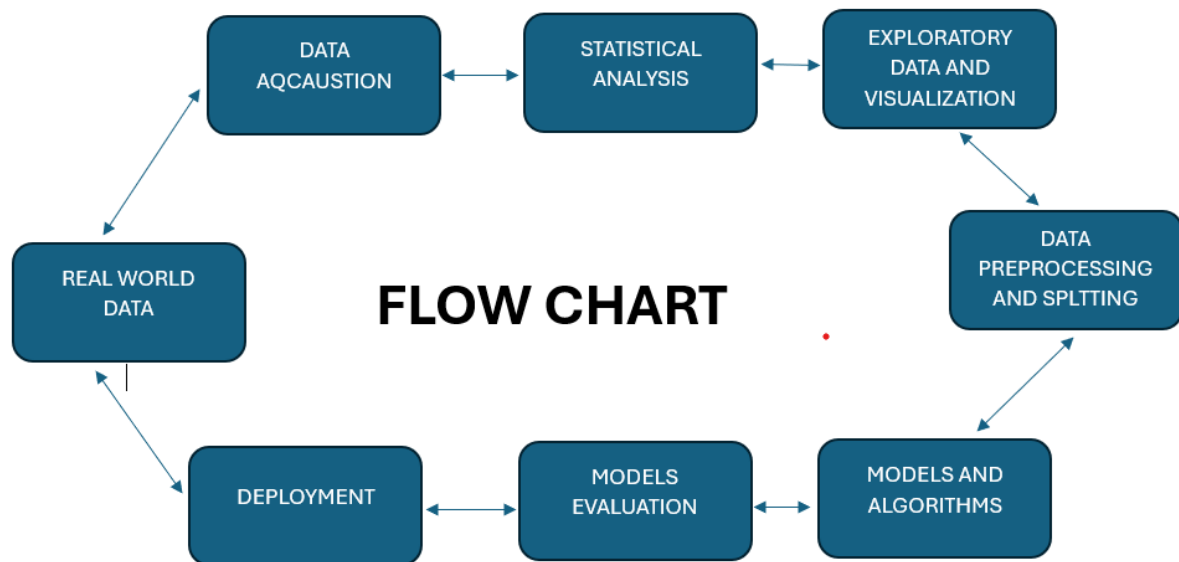 DATA
AQCAUSTION
STATISTICAL
ANALYSIS
EXPLORATORY
DATA AND
VISUALIZATION
DATA
PREPROCESSING
AND SPLTTING
REAL WORLD
DATA
FLOW CHART
DEPLOYMENT
MODELS
EVALUATION
MODELS AND
ALGORITHMS